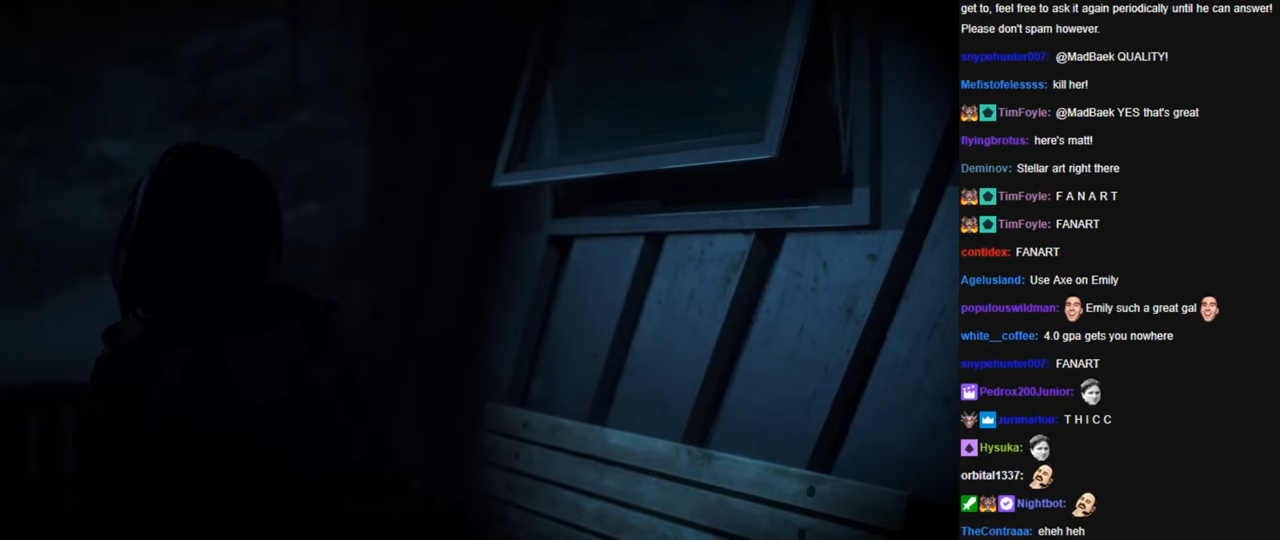 get to, feel free to ask it again periodically until he can answer!
Please don't spam however.
snypehunter007: @MadBaek QUALITY!
Mefistofelessss: kill her!
TimFoyle: @MadBaek YES that's great
flyingbrotus: here's matt!
Deminov: Stellar art right there
TimFoyle: F A N A R T
TimFoyle: FANART
contidex: FANART
Agelusland: Use Axe on Emily
populouswildman: Emily such a great gal
white__coffee: 4.0 gpa gets you nowhere
snypehunter007: FANART
Pedrox200Junior:
zurimarlon: T H I C C
Hysuka:
orbital1337:
Nightbot:
TheContraaa: eheh heh